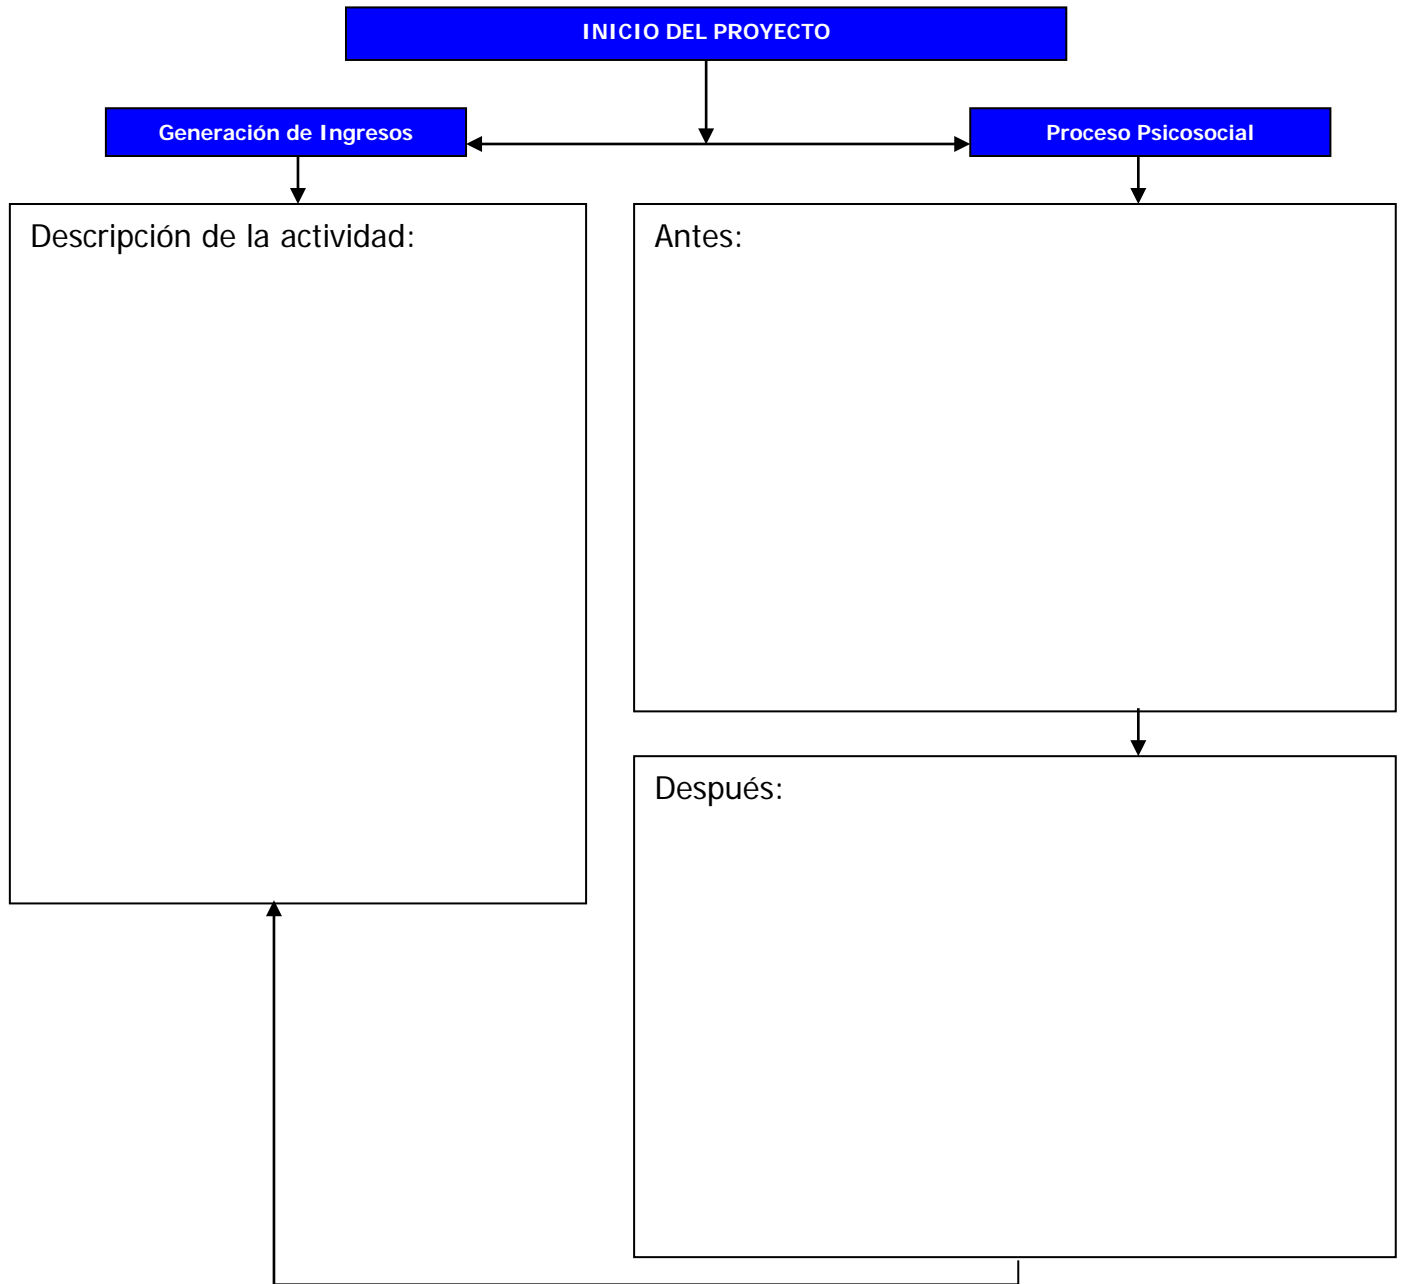 INICIO DEL PROYECTO
Generación de Ingresos
Proceso Psicosocial
Descripción de la actividad:
Antes:
Después: